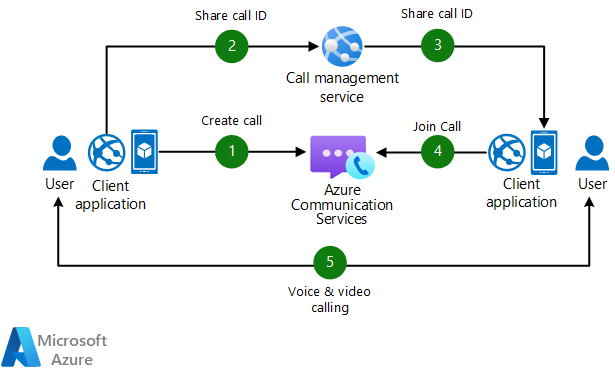 Share call ID
Share call ID
2
3
Call management
service
Create call
Join Call
1
4
User
Client
application
Azure
Communication
Services
Client
application
User
5
Voice & video
calling
Microsoft
Azure